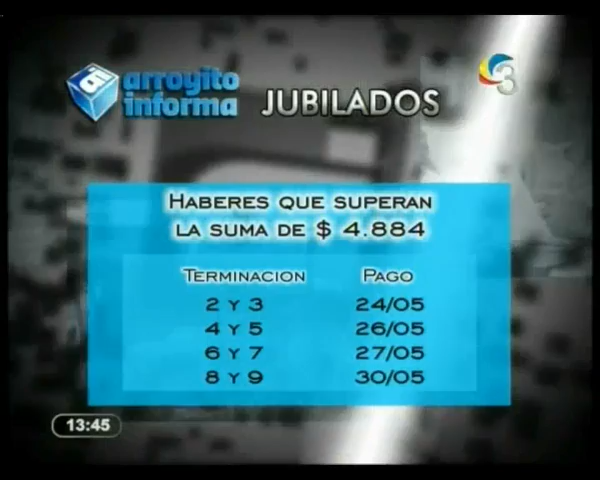 arroyito
informa
JUBILADOS
3
HABERES QUE SUPERAN
LA SUMA DE $ 4.884
TERMINACION PAGO
2 Y 3 24/05
4 Y 5 26/05
6 Y 7 27/05
8 Y 9 30/05
13:45